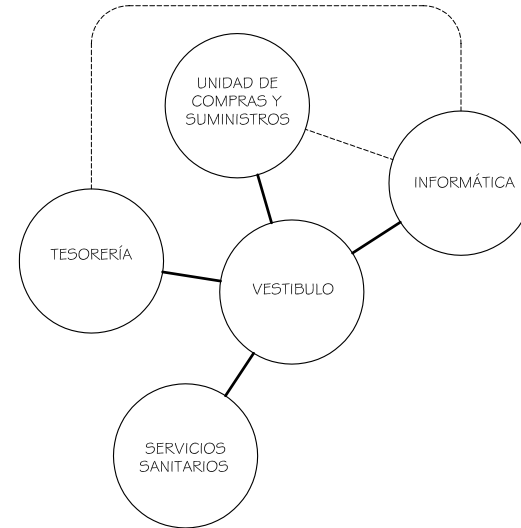 UNIDAD DE
COMPRAS Y
SUMINISTROS
INFORMÁTICA
TESORERÍA
VESTIBULO
SERVICIOS
SANITARIOS